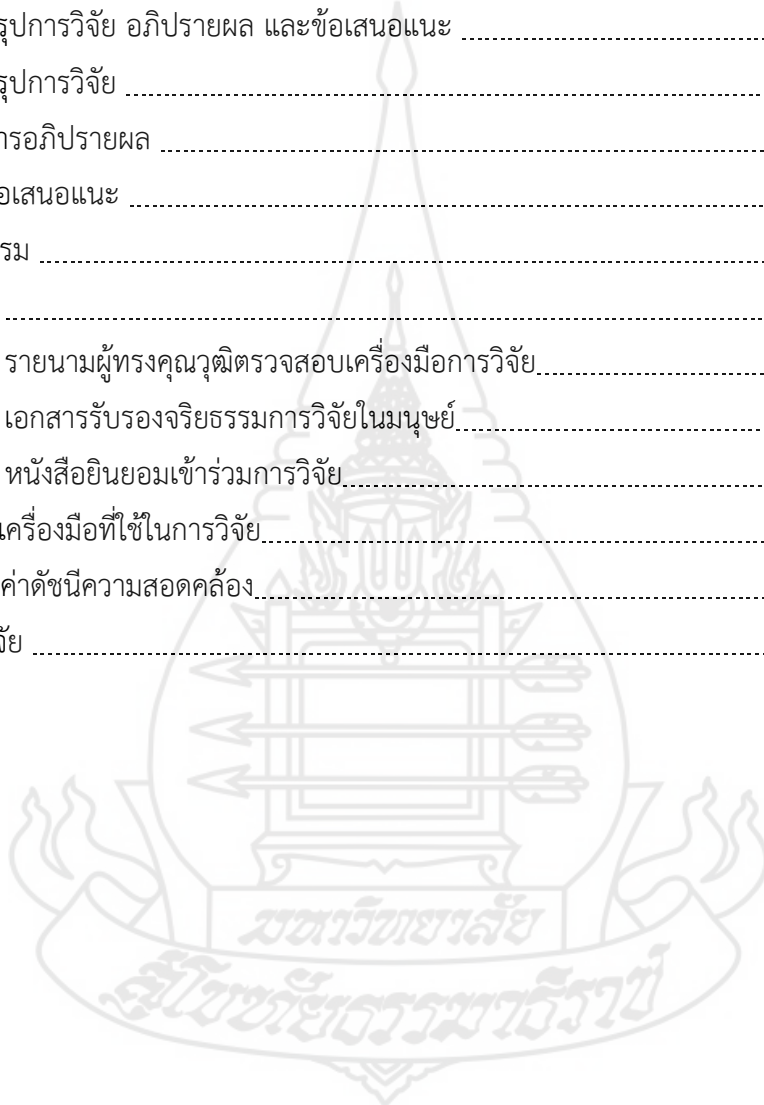 รุปการวิจัย อภิปรายผล และข้อเสนอแนะ
รุปการวิจัย
ารอภิปรายผล
อเสนอแนะ
รม
รายนามผู้ทรงคุณวุฒิตรวจสอบเครื่องมือการวิจัย
เอกสารรับรองจริยธรรมการวิจัยในมนุษย์
หนังสือยินยอมเข้าร่วมการวิจัย
เครื่องมือที่ใช้ในการวิจัย
ค่าดัชนีความสอดคล้อง
จัย
มหาวิทยาลัย
สุโขทัยธรรมาธิราช